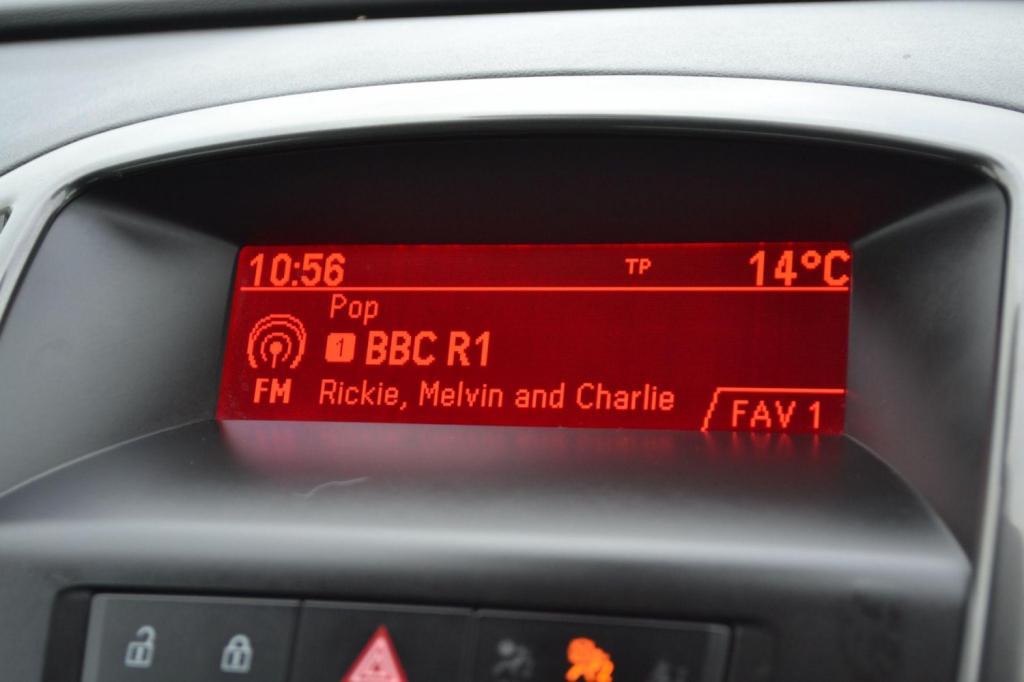 10:56 TP 14°C
Pop
1 BBC R1
FM Rickie, Melvin and Charlie
FAV 1